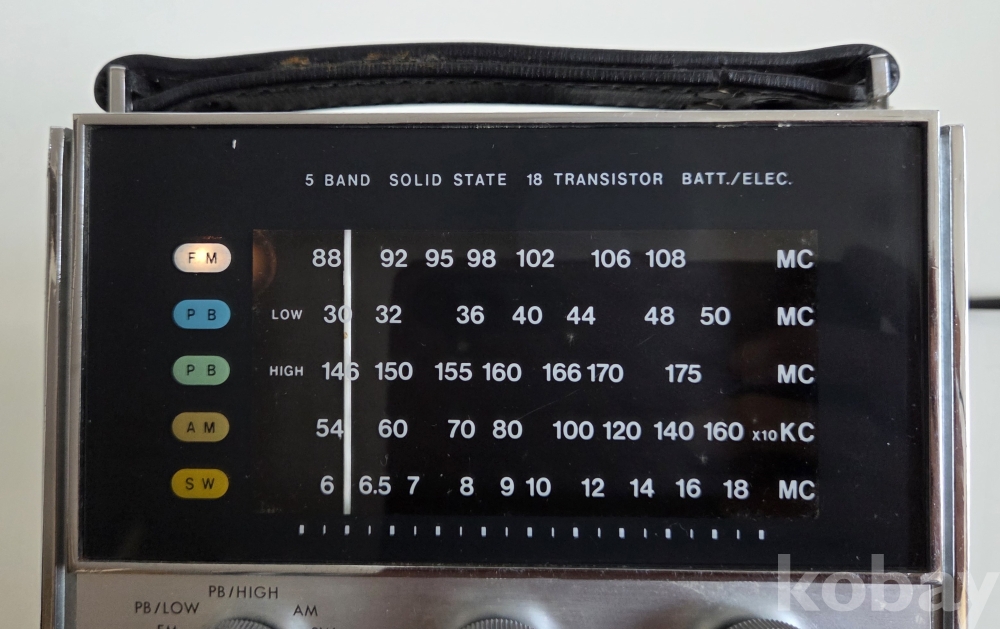 5 BAND SOLID STATE 18 TRANSISTOR BATT./ELEC.
FM 88 92 95 98 102 106 108 MC
PB LOW 30 32 36 40 44 48 50 MC
PB HIGH 146 150 155 160 166 170 175 MC
AM 54 60 70 80 100 120 140 160 x10KC
SW 6 6.5 7 8 9 10 12 14 16 18 MC
PB/HIGH
PB/LOW AM
kobay